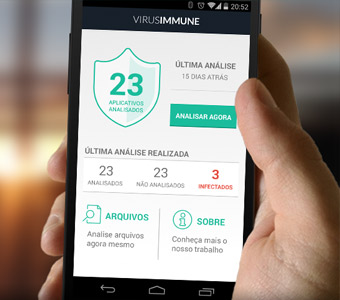 20:52
VIRUSIMMUNE
23
APLICATIVOS
ANALISADOS
ÚLTIMA ANÁLISE
15 DIAS ATRÁS
ANALISAR AGORA
ÚLTIMA ANÁLISE REALIZADA
23 23 3
ANALISADOS NÃO ANALISADOS INFECTADOS
ARQUIVOS
Analise arquivos
agora mesmo
SOBRE
Conheça mais o
nosso trabalho